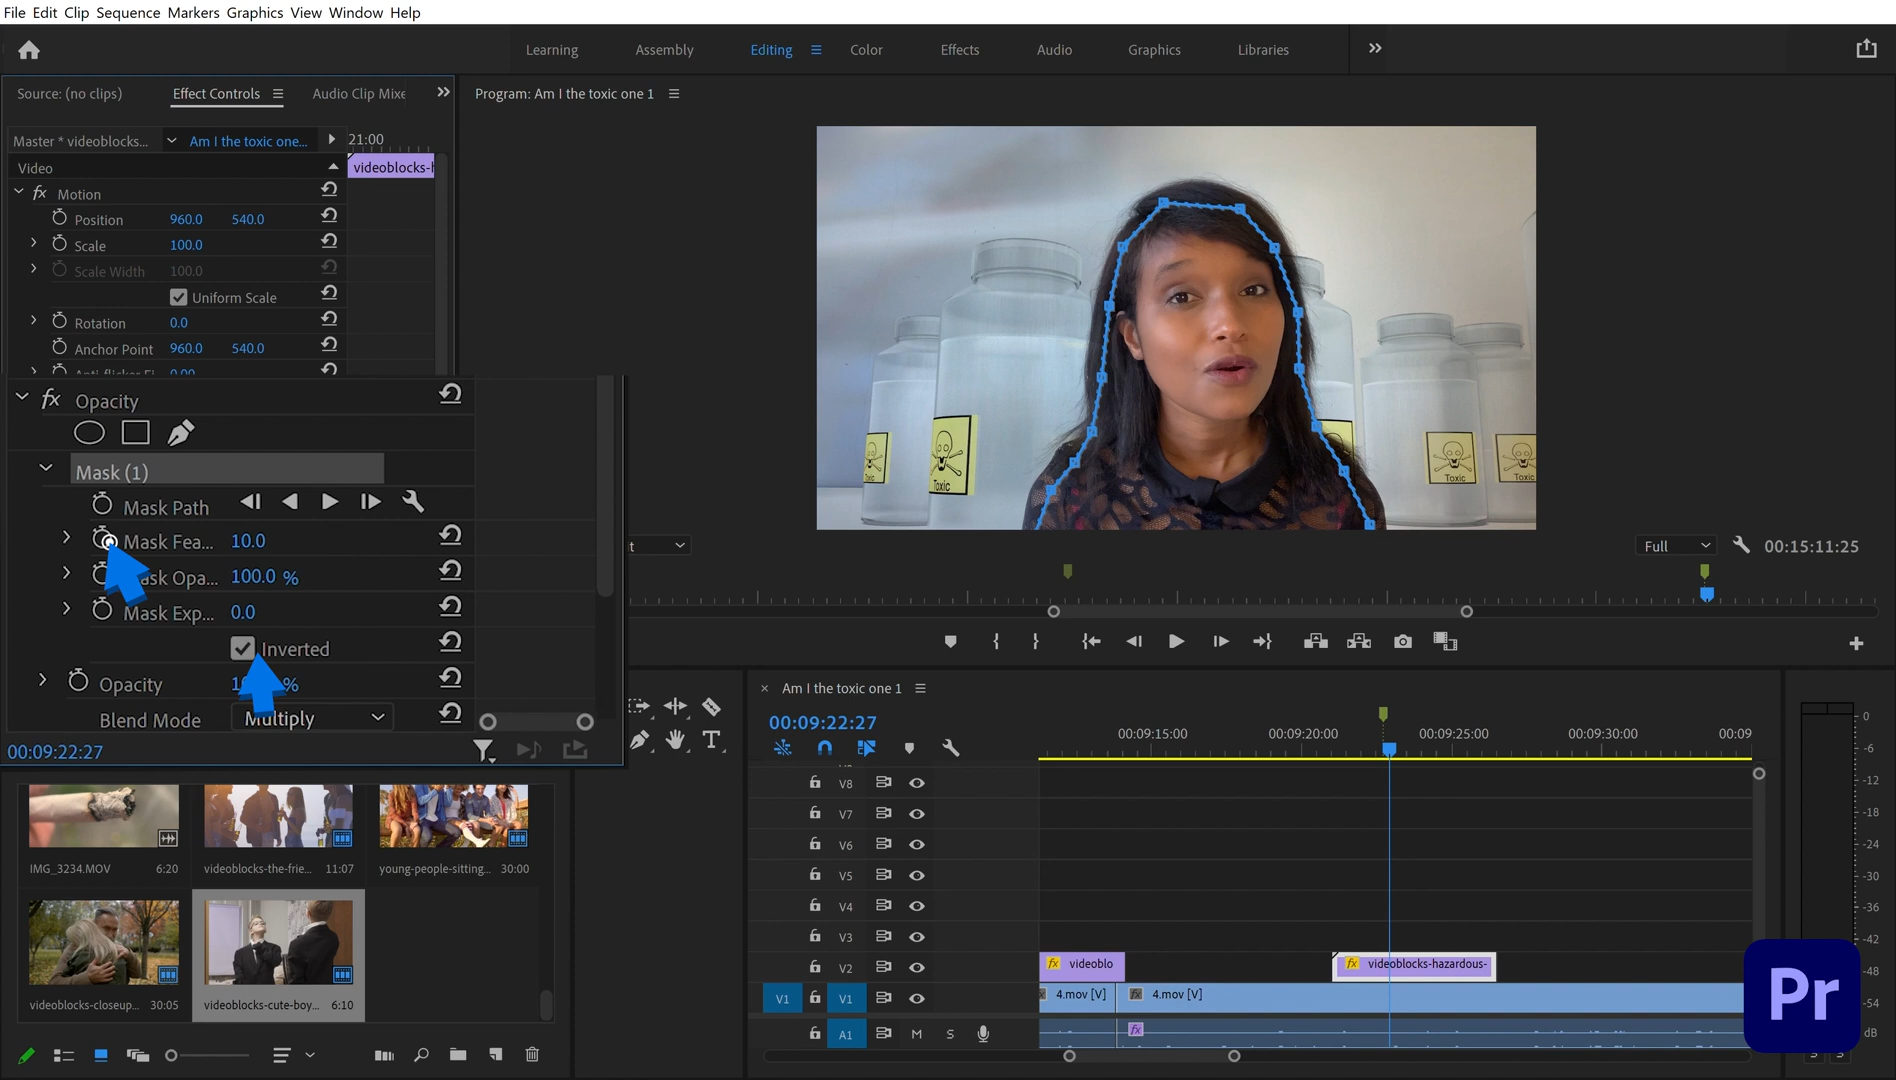 File Edit Clip Sequence Markers Graphics View Window Help
Learning Assembly Editing Color Effects Audio Graphics Libraries
Source: (no clips) Effect Controls Audio Clip Mixe
Program: Am I the toxic one 1
Master * videoblocks... Am I the toxic one... 21:00
Video videoblocks-h
fx Motion
Position 960.0 540.0
Scale 100.0
Scale Width 100.0
Uniform Scale
Rotation 0.0
Anchor Point 960.0 540.0
fx Opacity
Mask (1)
Mask Path
Mask Fea... 10.0
Mask Opa... 100.0 %
Mask Exp... 0.0
Inverted
Opacity %
Blend Mode Multiply
00:09:22:27
Toxic
Toxic
Toxic
Toxic
Full 00:15:11:25
Am I the toxic one 1
00:09:22:27
00:09:15:00 00:09:20:00 00:09:25:00 00:09:30:00 00:09
V8
V7
V6
V5
V4
V3
V2 fx videoblo fx videoblocks-hazardous-
V1 V1 4.mov [V] fx 4.mov [V]
A1 M S fx
IMG_3234.MOV 6:20
videoblocks-the-frie... 11:07
young-people-sitting... 30:00
videoblocks-closeup... 30:05
videoblocks-cute-boy... 6:10
0
-6
-12
-18
-24
-30
-36
-42
-48
-54
dB
S S
Pr